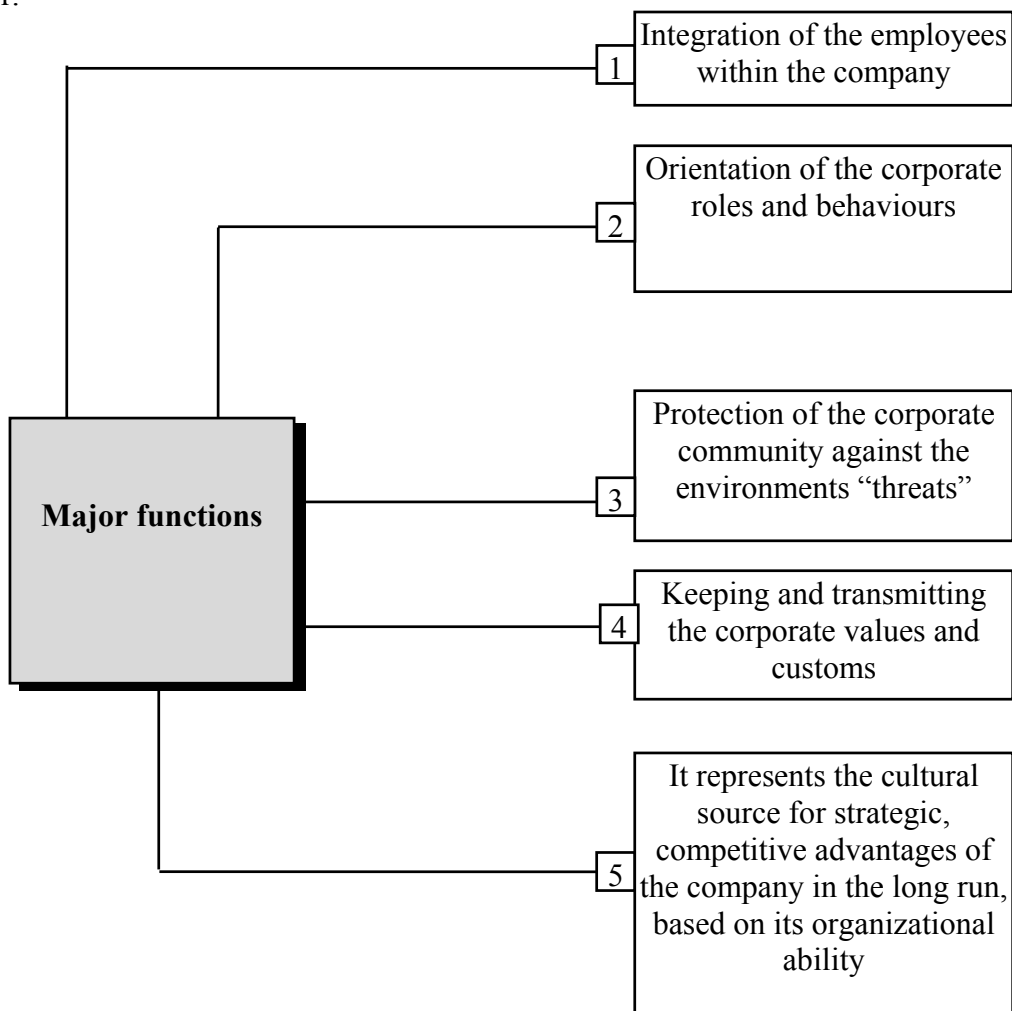 1
Integration of the employees
within the company
2
Orientation of the corporate
roles and behaviours
Major functions
3
Protection of the corporate
community against the
environments “threats”
4
Keeping and transmitting
the corporate values and
customs
5
It represents the cultural
source for strategic,
competitive advantages of
the company in the long run,
based on its organizational
ability